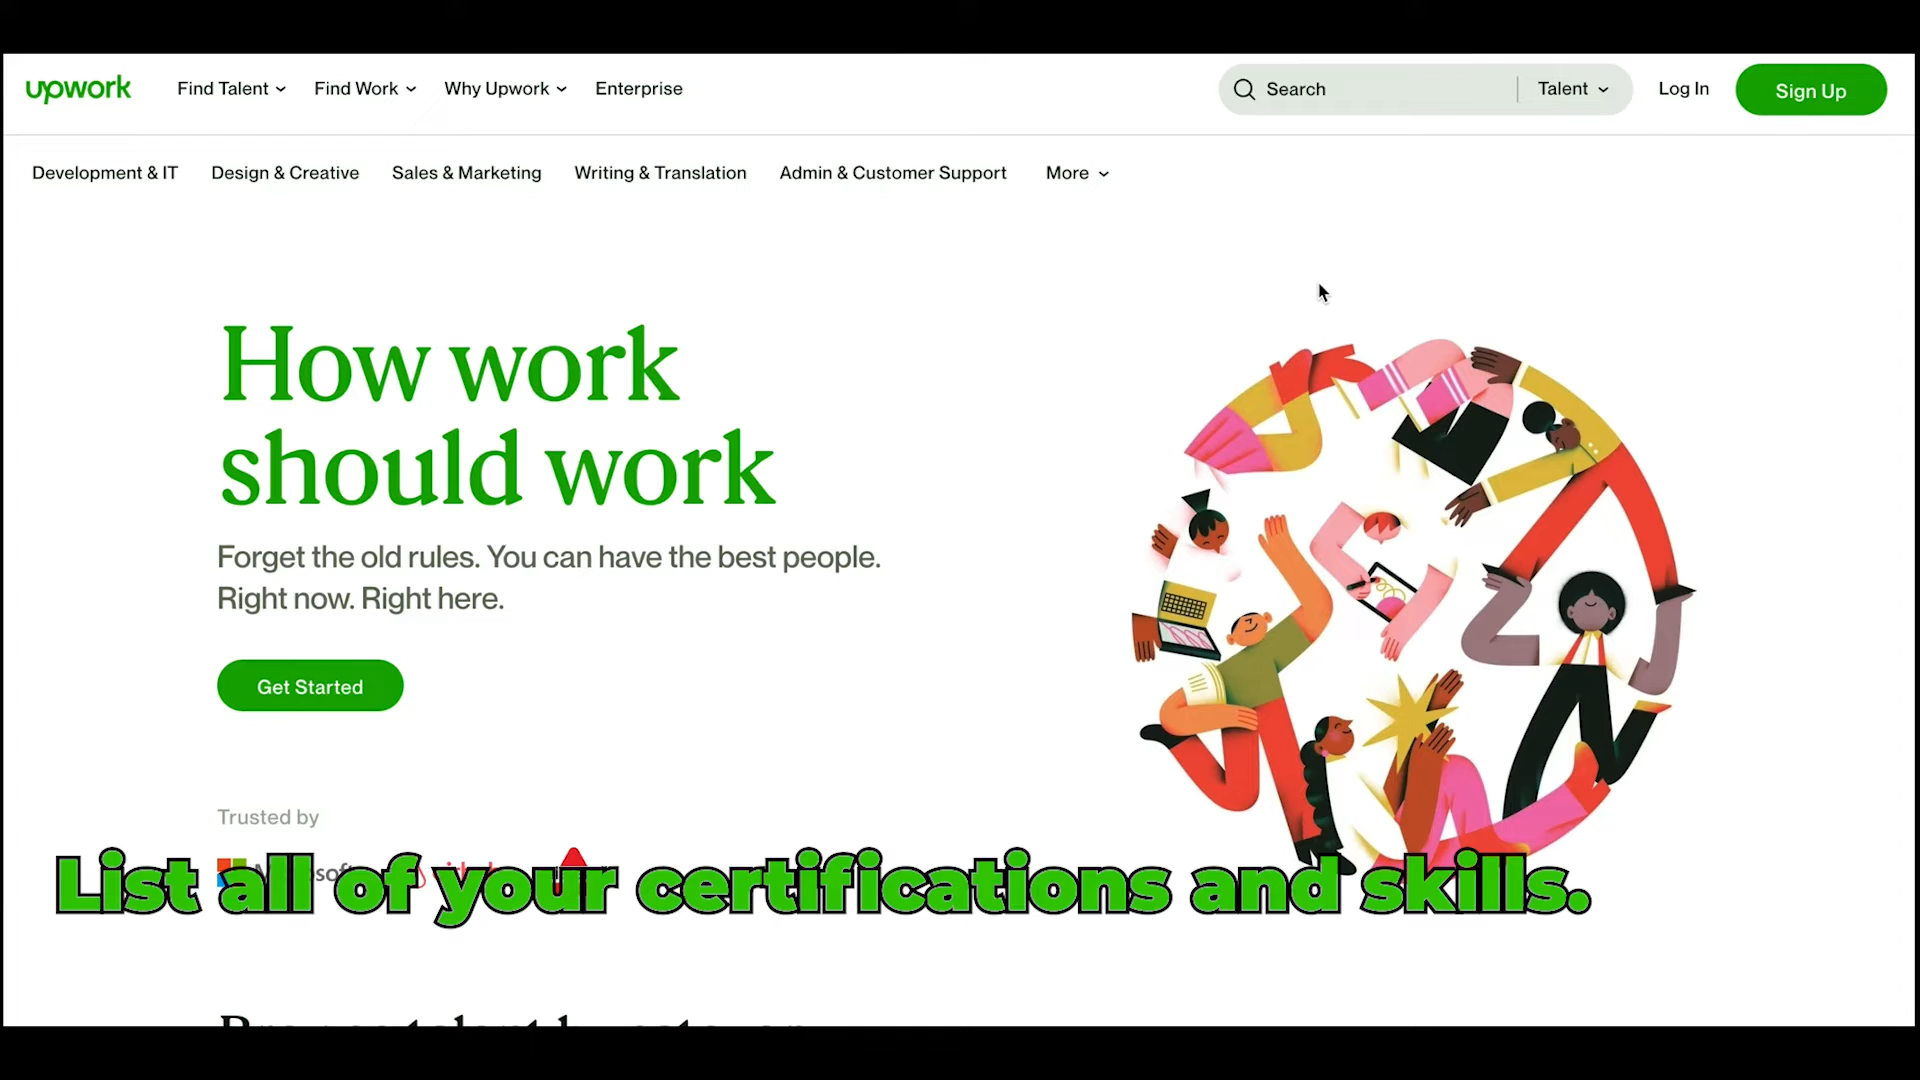 upwork
Find Talent
Find Work
Why Upwork
Enterprise
Search
Talent
Log In
Sign Up
Development & IT
Design & Creative
Sales & Marketing
Writing & Translation
Admin & Customer Support
More
How work
should work
Forget the old rules. You can have the best people.
Right now. Right here.
Get Started
Trusted by
List all of your certifications and skills.